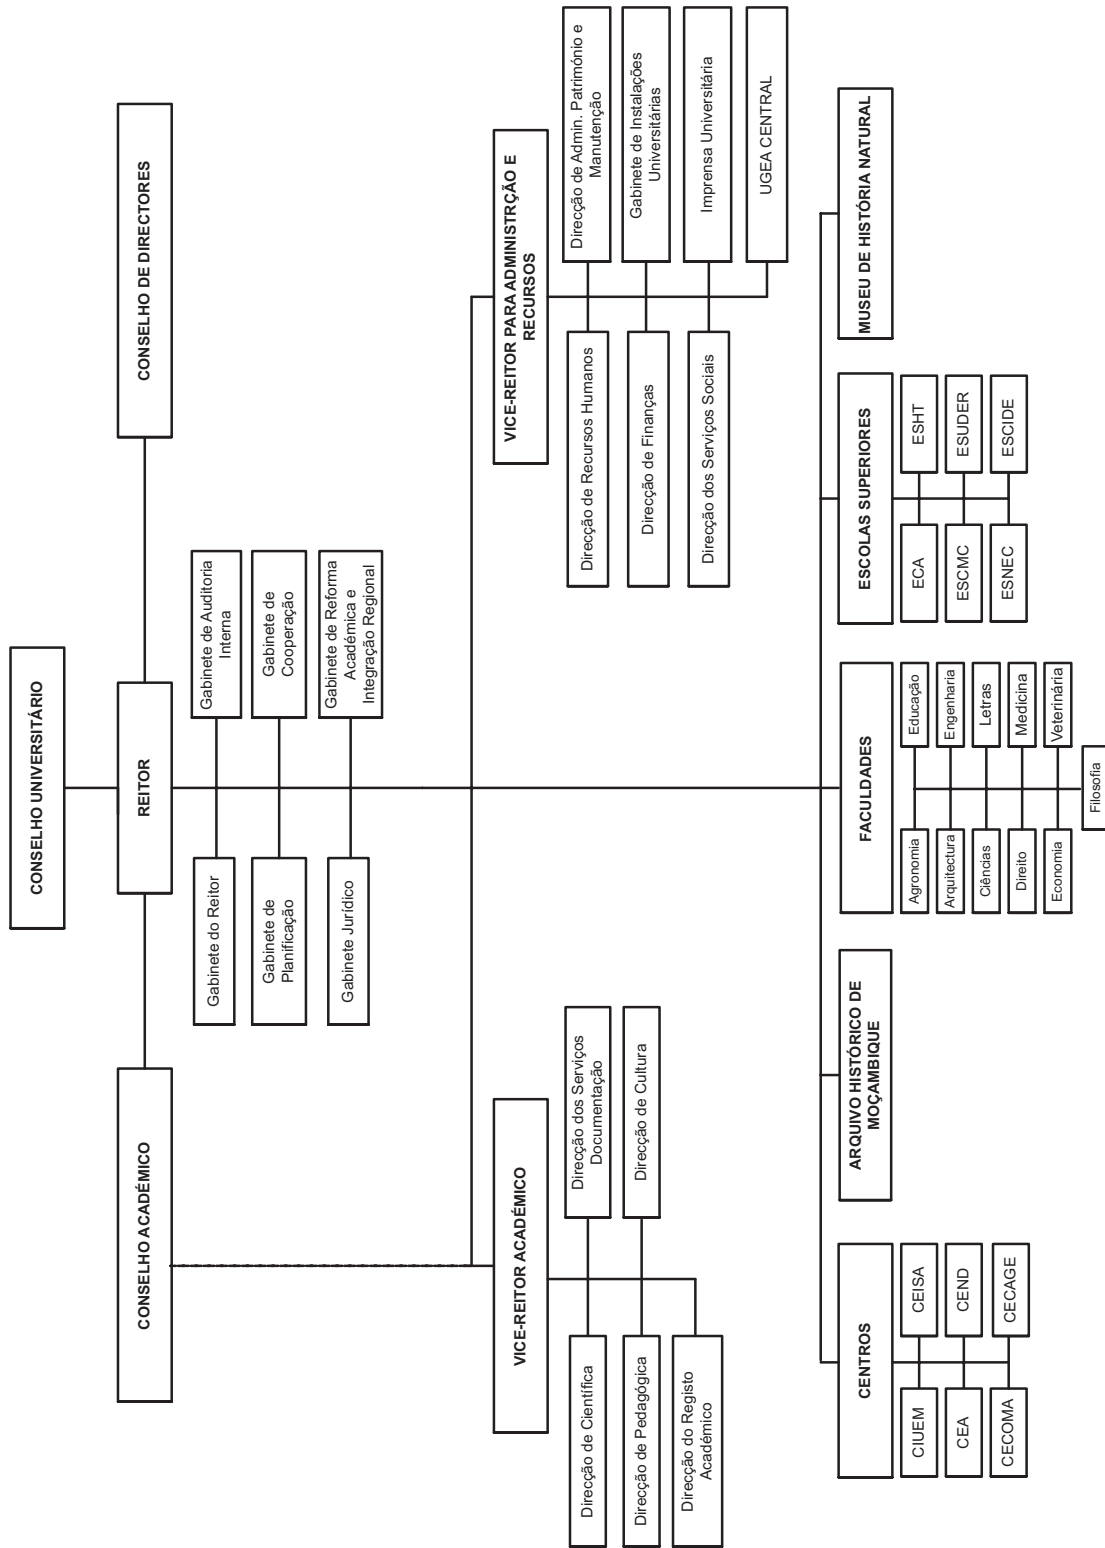 CONSELHO UNIVERSITÁRIO
CONSELHO ACADÉMICO
REITOR
CONSELHO DE DIRECTORES
Gabinete do Reitor
Gabinete de Auditoria
Interna
Gabinete de
Planificação
Gabinete de
Cooperação
Gabinete Jurídico
Gabinete de Reforma
Académica e
Integração Regional
VICE-REITOR ACADÉMICO
Direcção de Científica
Direcção dos Serviços
Documentação
Direcção de Pedagógica
Direcção de Cultura
Direcção do Registo
Académico
VICE-REITOR PARA ADMINISTRÇÃO E
RECURSOS
Direcção de Recursos Humanos
Direcção de Admin. Património e
Manutenção
Direcção de Finanças
Gabinete de Instalações
Universitárias
Direcção dos Serviços Sociais
Imprensa Universitária
UGEA CENTRAL
CENTROS
CIUEM
CEISA
CEA
CEND
CECOMA
CECAGE
ARQUIVO HISTÓRICO DE
MOÇAMBIQUE
FACULDADES
Agronomia
Educação
Arquitectura
Engenharia
Ciências
Letras
Direito
Medicina
Economia
Veterinária
Filosofia
ESCOLAS SUPERIORES
ECA
ESHT
ESCMC
ESUDER
ESNEC
ESCIDE
MUSEU DE HISTÓRIA NATURAL